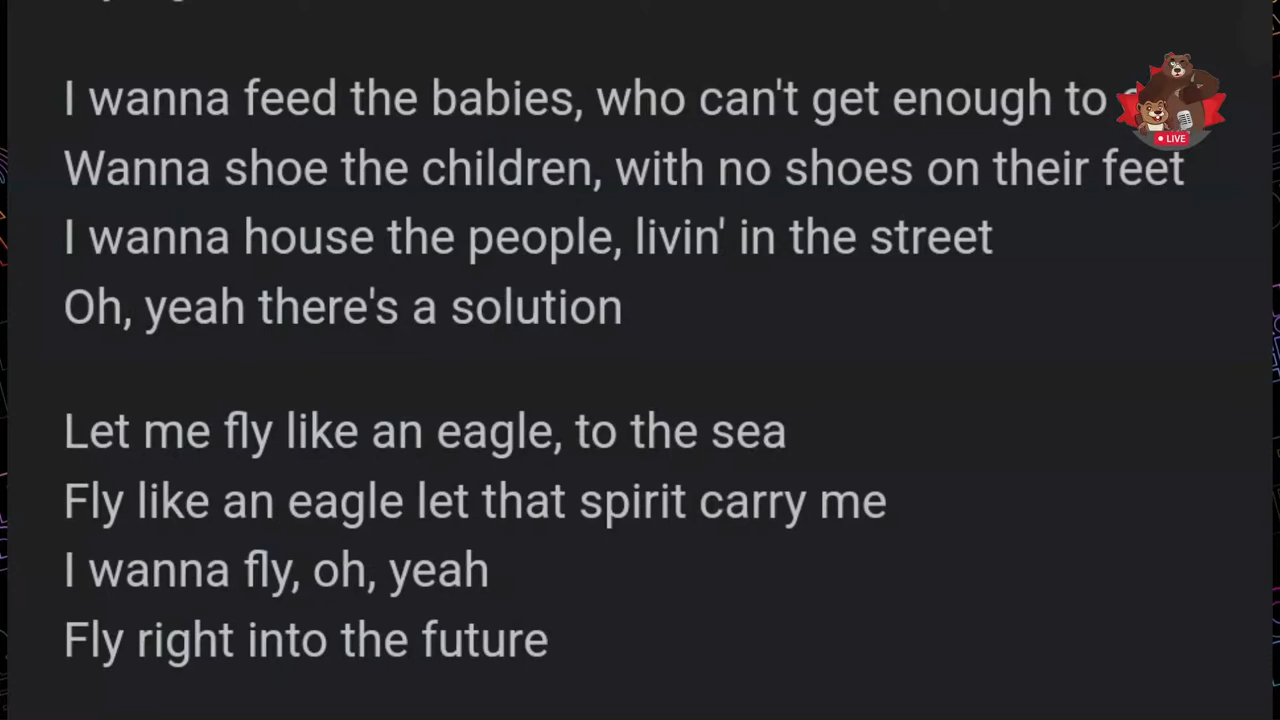 I wanna feed the babies, who can't get enough to
LIVE
Wanna shoe the children, with no shoes on their feet
I wanna house the people, livin' in the street
Oh, yeah there's a solution
Let me fly like an eagle, to the sea
Fly like an eagle let that spirit carry me
I wanna fly, oh, yeah
Fly right into the future